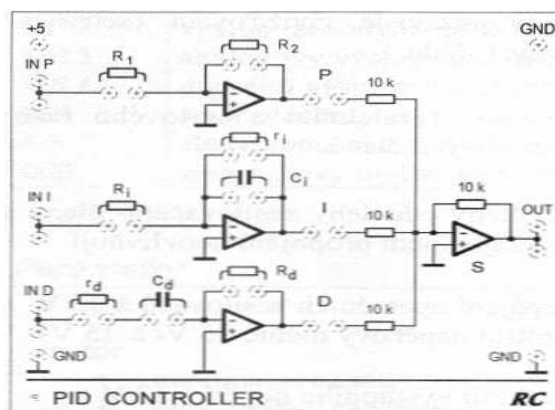 +5
GND
IN P
R1
R2
P
10 k
ri
Ci
IN I
Ri
I
10 k
10 k
OUT
S
IN D
rd
Cd
Rd
D
10 k
GND
GND
PID CONTROLLER
RC